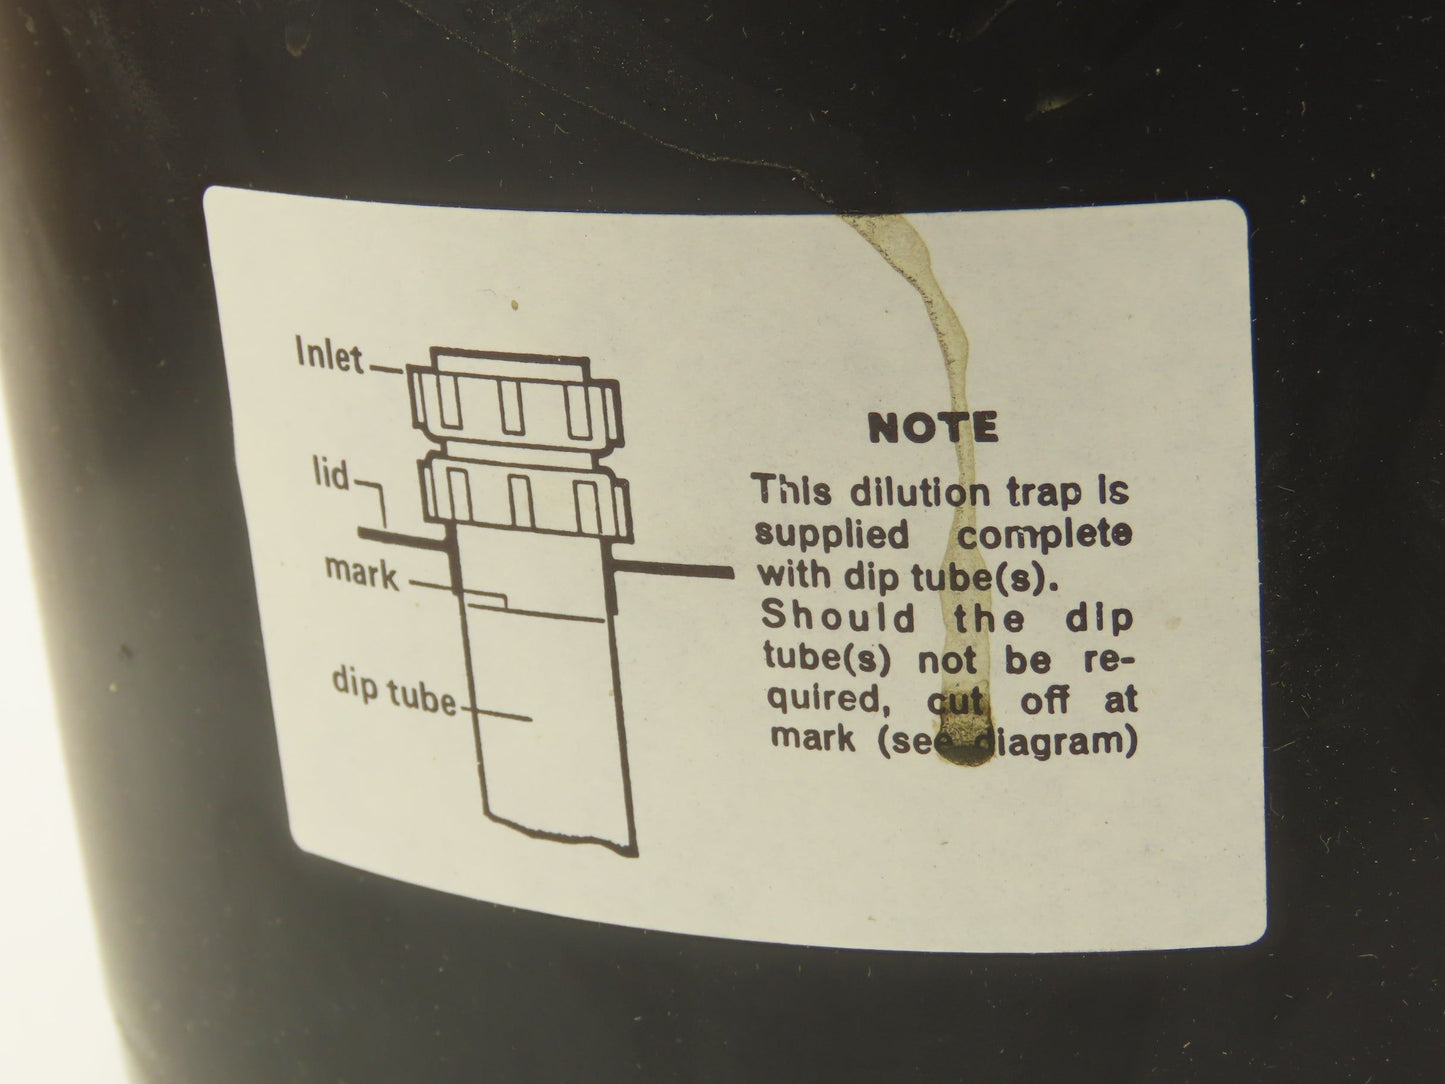 Inlet
lid
mark
dip tube
NOTE
This dilution trap is
supplied complete
with dip tube(s).
Should the dip
tube(s) not be re-
quired, cut off at
mark (see diagram)